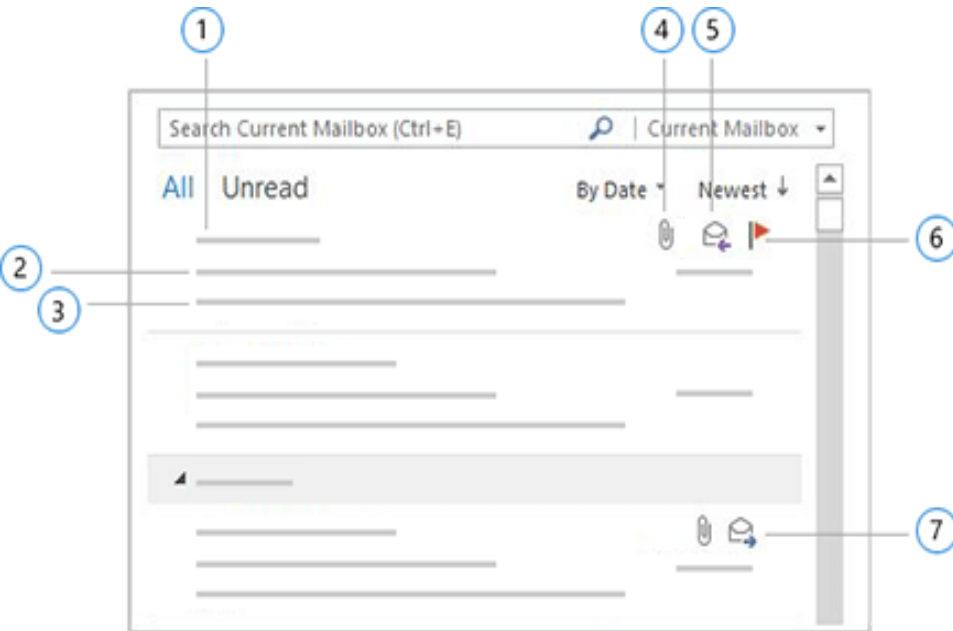 1 4 5
Search Current Mailbox (Ctrl+E) Current Mailbox
All Unread By Date Newest ↓
6
2
3
7